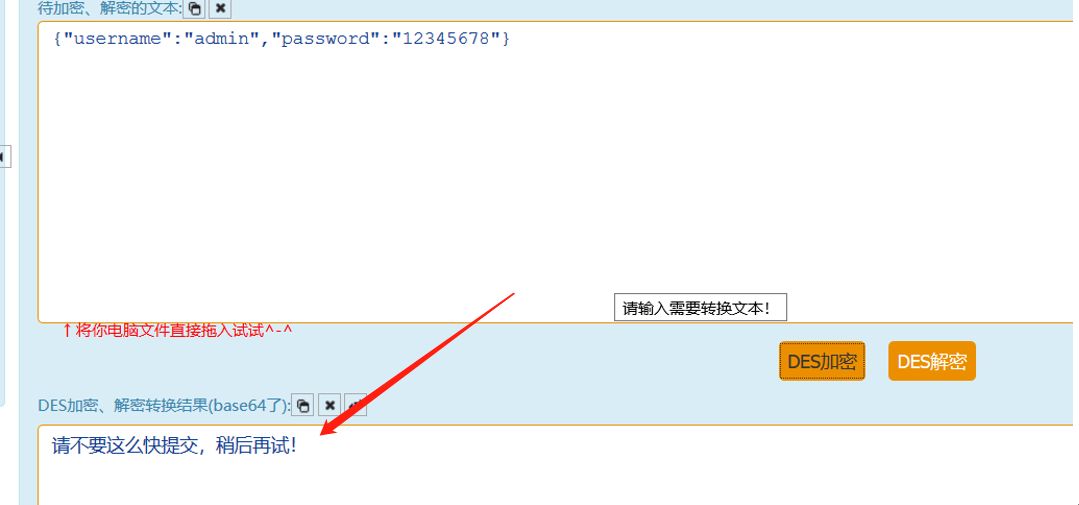 待加密、解密的文本:
{"username":"admin","password":"12345678"}
请输入需要转换文本!
↑将你电脑文件直接拖入试试^-^
DES加密 DES解密
DES加密、解密转换结果(base64了):
请不要这么快提交，稍后再试!